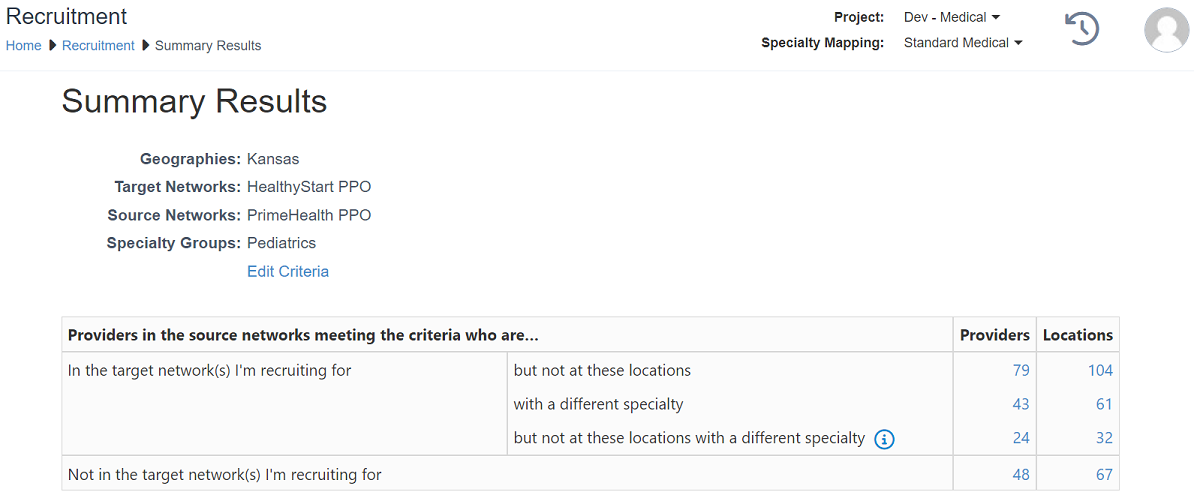 Recruitment
Project: Dev - Medical
Home Recruitment Summary Results
Specialty Mapping: Standard Medical
Summary Results
Geographies: Kansas
Target Networks: HealthyStart PPO
Source Networks: PrimeHealth PPO
Specialty Groups: Pediatrics
Edit Criteria
Providers in the source networks meeting the criteria who are... Providers Locations
In the target network(s) I'm recruiting for but not at these locations 79 104
with a different specialty 43 61
but not at these locations with a different specialty 24 32
Not in the target network(s) I'm recruiting for 48 67